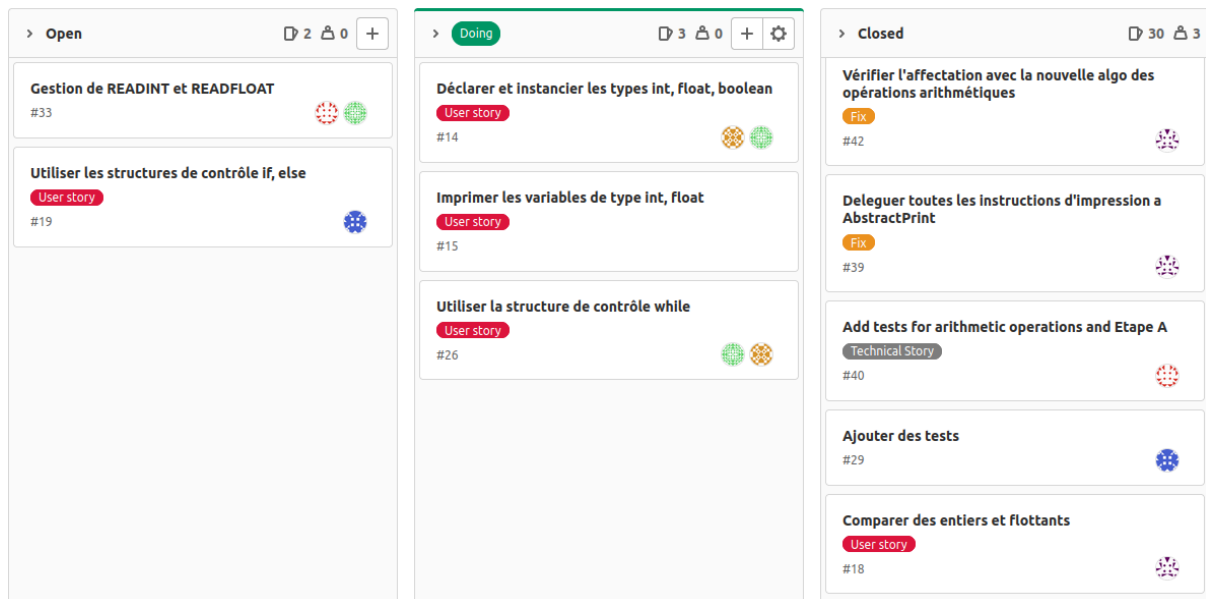 Open 2 0 +
Gestion de READINT et READFLOAT
#33
Utiliser les structures de contrôle if, else
User story
#19
Doing 3 0 +
Déclarer et instancier les types int, float, boolean
User story
#14
Imprimer les variables de type int, float
User story
#15
Utiliser la structure de contrôle while
User story
#26
Closed 30 3
Vérifier l'affectation avec la nouvelle algo des
opérations arithmétiques
Fix
#42
Deleguer toutes les instructions d'impression a
AbstractPrint
Fix
#39
Add tests for arithmetic operations and Etape A
Technical Story
#40
Ajouter des tests
#29
Comparer des entiers et flottants
User story
#18